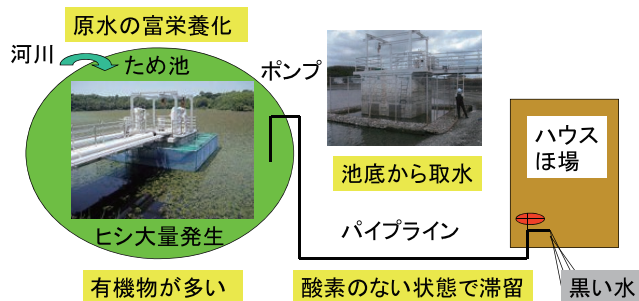 原水の富栄養化
河川
ため池
ポンプ
ハウス
ほ場
池底から取水
パイプライン
ヒシ大量発生
有機物が多い
酸素のない状態で滞留
黒い水